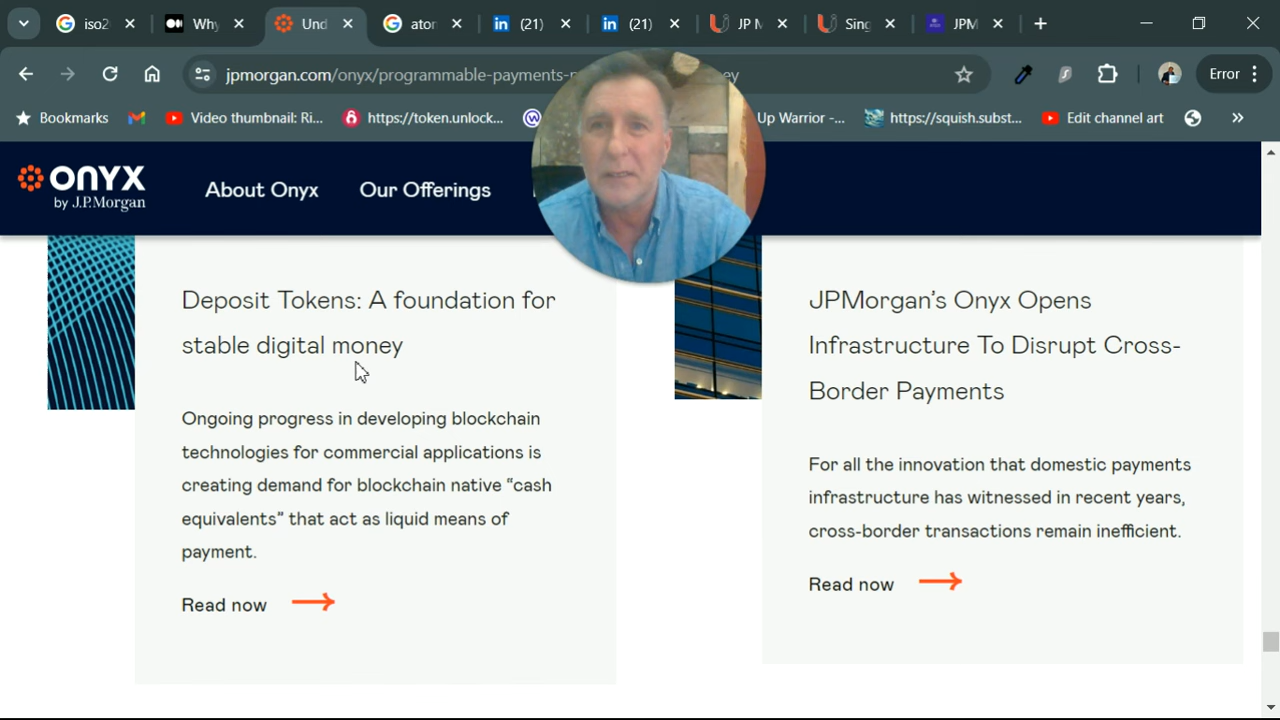 iso2
Why
Und
ator
(21)
(21)
JP M
Sing
JPM
jpmorgan.com/onyx/programmable-payments-
ey
Error
Bookmarks
Video thumbnail: Ri...
https://token.unlock...
Up Warrior -...
https://squish.subst...
Edit channel art
ONYX
by J.P.Morgan
About Onyx
Our Offerings
Deposit Tokens: A foundation for
stable digital money
Ongoing progress in developing blockchain
technologies for commercial applications is
creating demand for blockchain native “cash
equivalents” that act as liquid means of
payment.
Read now
JPMorgan’s Onyx Opens
Infrastructure To Disrupt Cross-
Border Payments
For all the innovation that domestic payments
infrastructure has witnessed in recent years,
cross-border transactions remain inefficient.
Read now